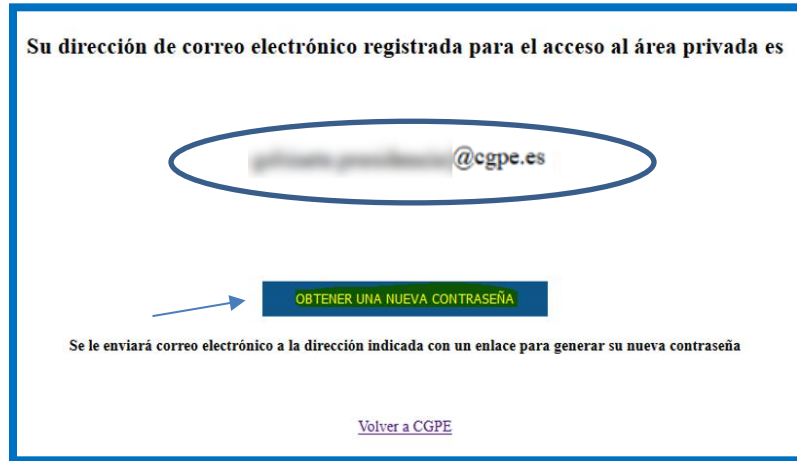 Su dirección de correo electrónico registrada para el acceso al área privada es
@cgpe.es
OBTENER UNA NUEVA CONTRASEÑA
Se le enviará correo electrónico a la dirección indicada con un enlace para generar su nueva contraseña
Volver a CGPE